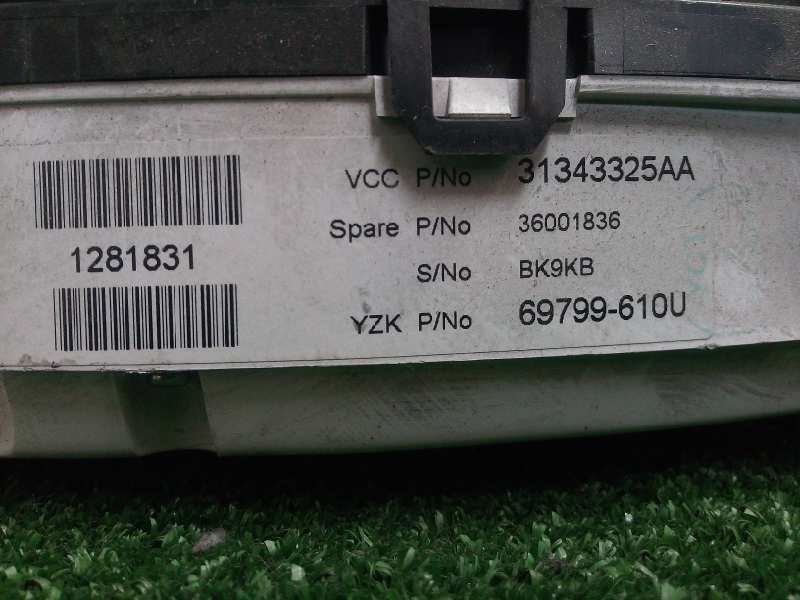 VCC P/No 31343325AA
Spare P/No 36001836
1281831
S/No BK9KB
YZK P/No 69799-610U